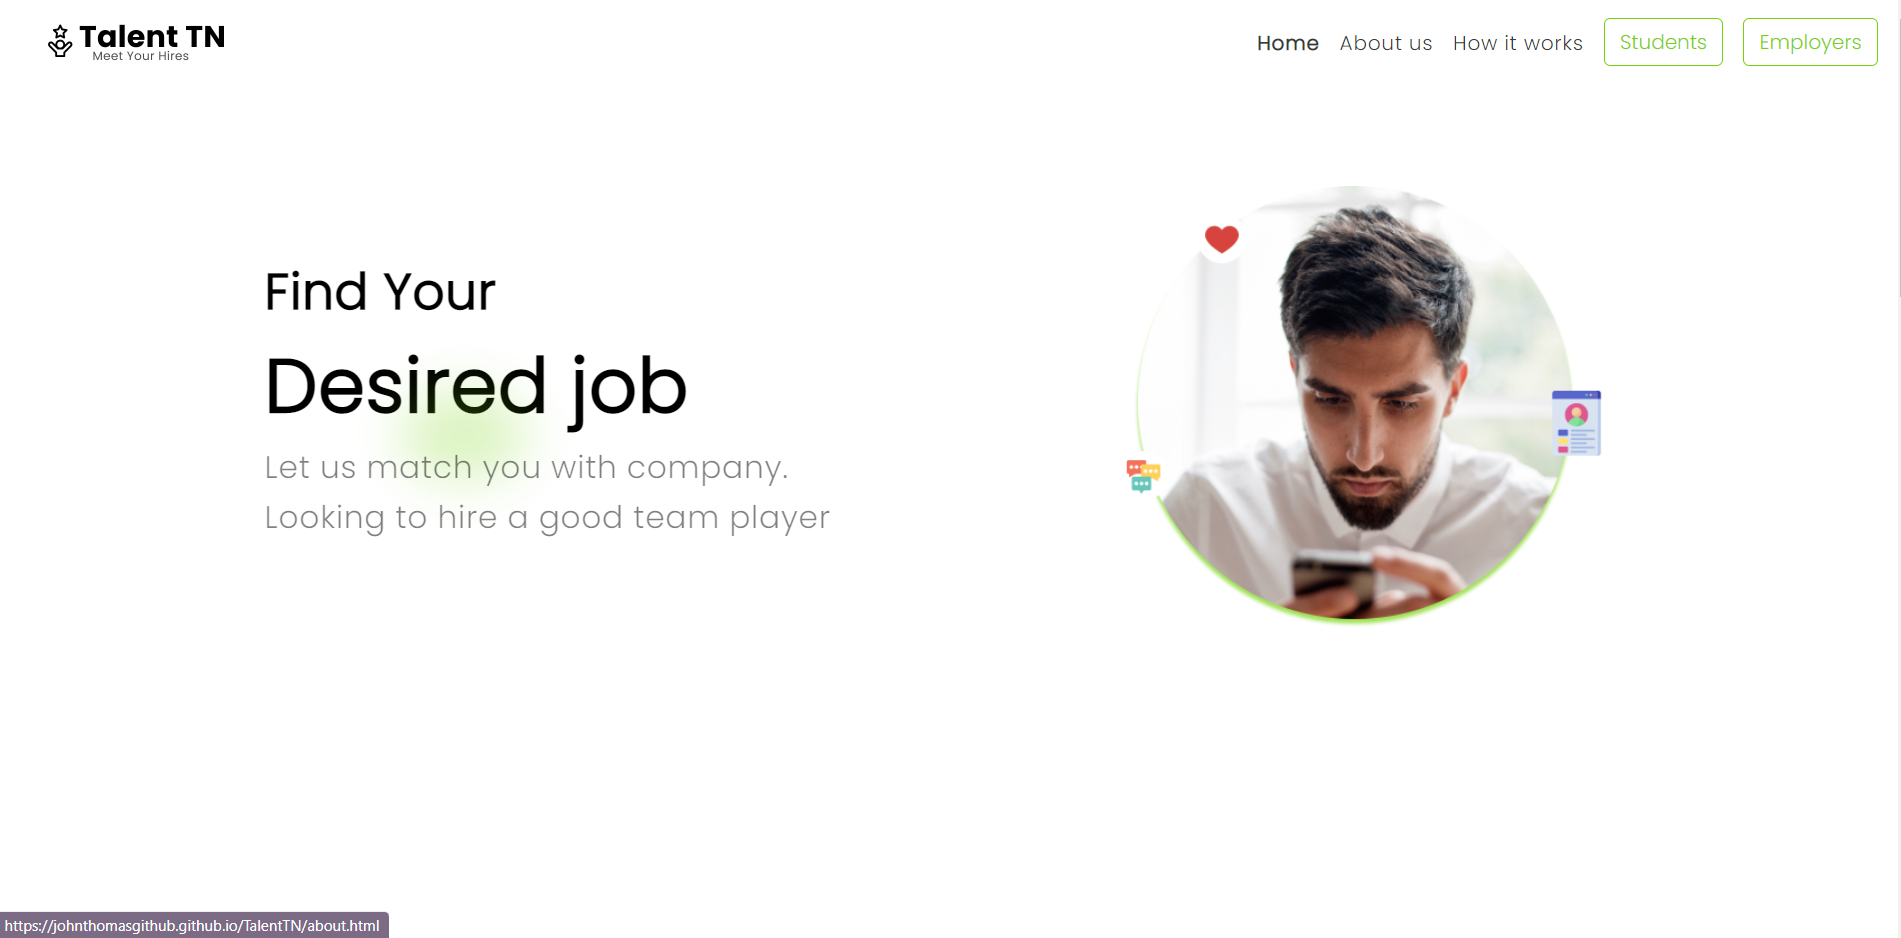 Talent TN
Meet Your Hires
Home
About us
How it works
Students
Employers
Find Your
Desired job
Let us match you with company.
Looking to hire a good team player
https://johnthomasgithub.github.io/TalentTN/about.html